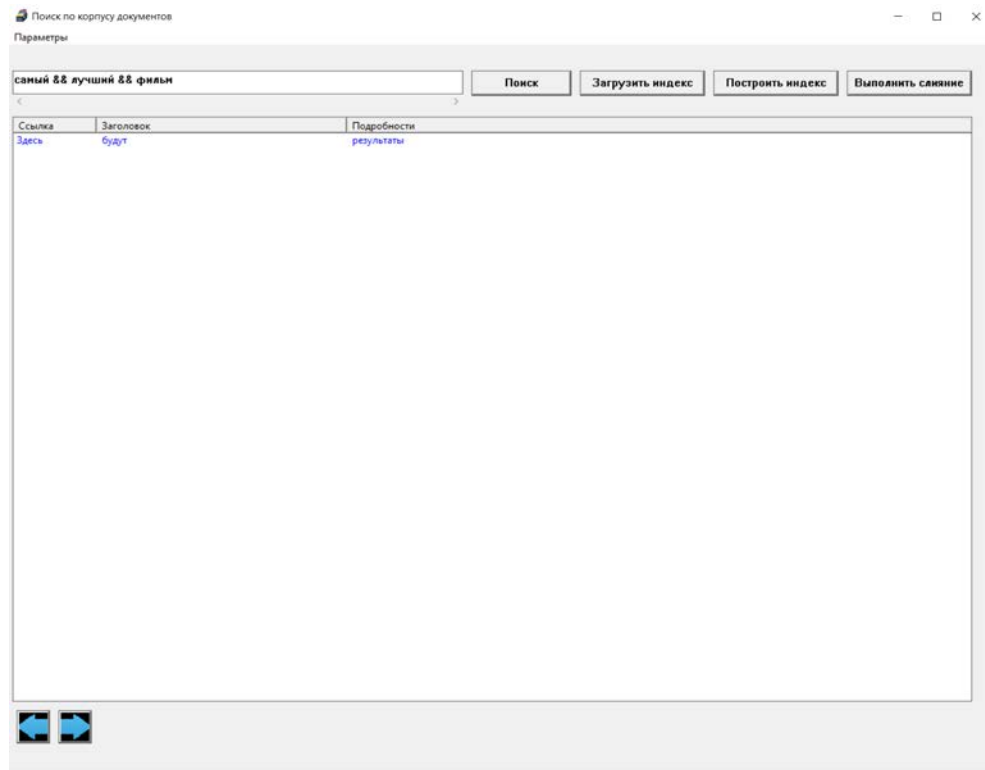 Поиск по корпусу документов
Параметры
самый && лучший && фильм
Поиск
Загрузить индекс
Построить индекс
Выполнить слияние
Ссылка Заголовок Подробности
Здесь будут результаты